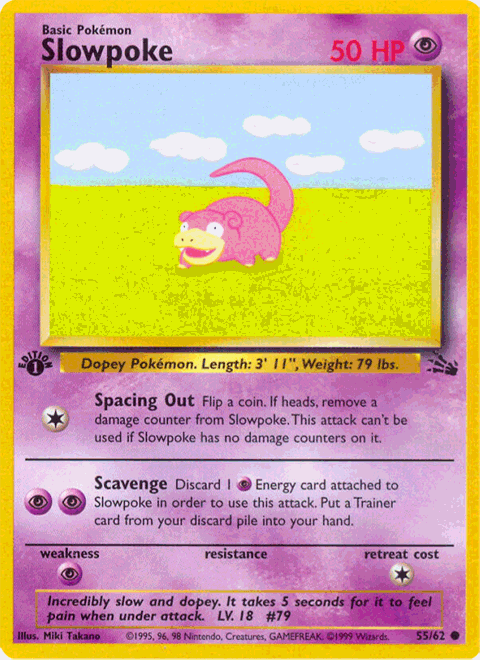 Basic Pokémon
Slowpoke 50 HP
EDITION
1
Dopey Pokémon. Length: 3' 11", Weight: 79 lbs.
Spacing Out Flip a coin. If heads, remove a
damage counter from Slowpoke. This attack can't be
used if Slowpoke has no damage counters on it.
Scavenge Discard 1 Energy card attached to
Slowpoke in order to use this attack. Put a Trainer
card from your discard pile into your hand.
weakness resistance retreat cost
Incredibly slow and dopey. It takes 5 seconds for it to feel
pain when under attack. LV. 18 #79
Illus. Miki Takano ©1995, 96, 98 Nintendo, Creatures, GAMEFREAK. ©1999 Wizards. 55/62